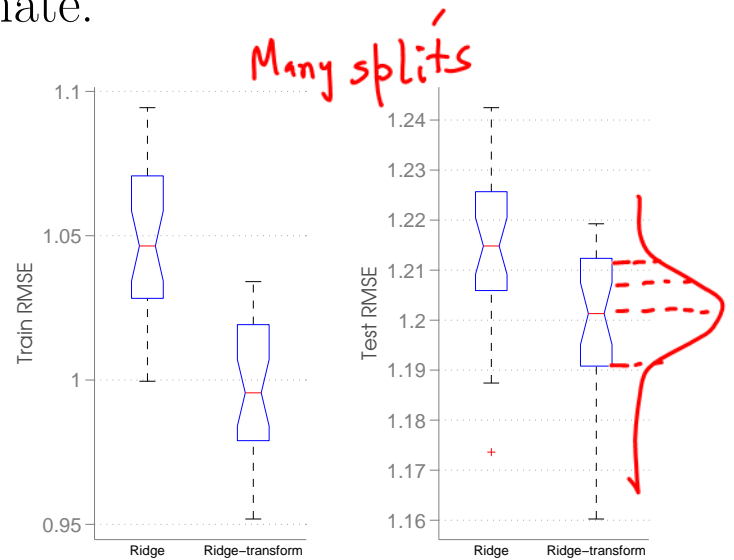 nate.
Many splits
Train RMSE
1.1
1.05
1
0.95
Ridge
Ridge-transform
Test RMSE
1.24
1.23
1.22
1.21
1.2
1.19
1.18
1.17
1.16
Ridge
Ridge-transform